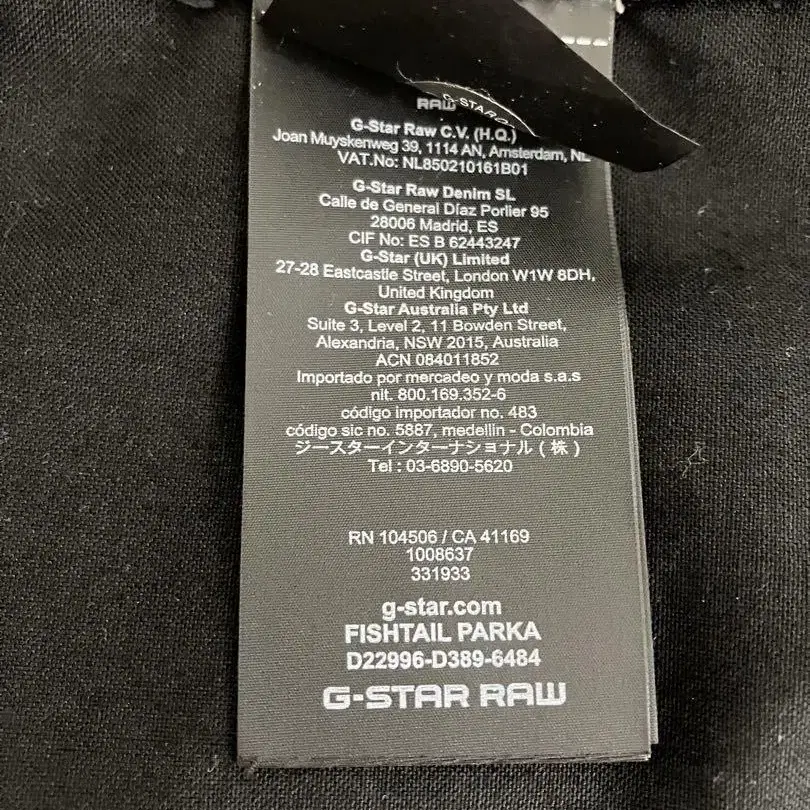 RAW
G-STAR
G-Star Raw C.V. (H.Q.)
Joan Muyskenweg 39, 1114 AN, Amsterdam, NL
VAT.No: NL850210161B01
G-Star Raw Denim SL
Calle de General Díaz Porlier 95
28006 Madrid, ES
CIF No: ES B 62443247
G-Star (UK) Limited
27-28 Eastcastle Street, London W1W 8DH,
United Kingdom
G-Star Australia Pty Ltd
Suite 3, Level 2, 11 Bowden Street,
Alexandria, NSW 2015, Australia
ACN 084011852
Importado por mercadeo y moda s.a.s
nit. 800.169.352-6
código importador no. 483
código sic no. 5887, medellin - Colombia
ジースターインターナショナル ( 株 )
Tel : 03-6890-5620
RN 104506 / CA 41169
1008637
331933
g-star.com
FISHTAIL PARKA
D22996-D389-6484
G-STAR RAW